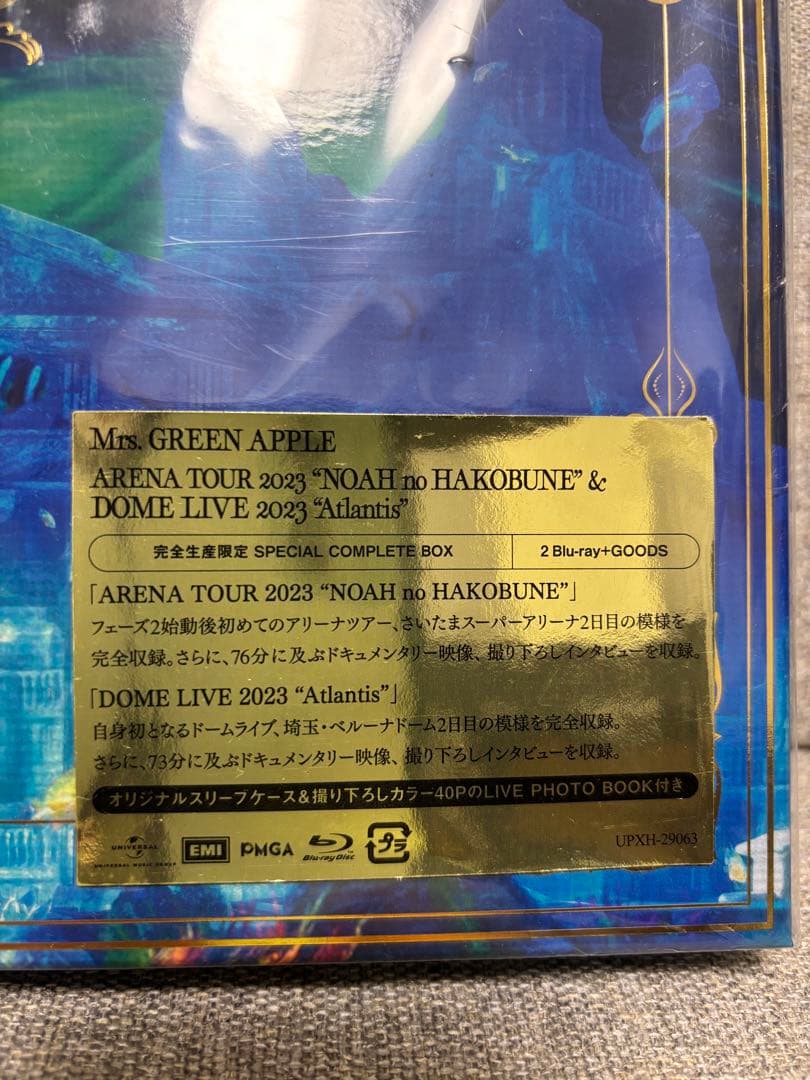 Mrs. GREEN APPLE
ARENA TOUR 2023 “NOAH no HAKOBUNE” &
DOME LIVE 2023 “Atlantis”
完全生産限定 SPECIAL COMPLETE BOX 2 Blu-ray+GOODS
「ARENA TOUR 2023 “NOAH no HAKOBUNE”」
フェーズ2始動後初めてのアリーナツアー、さいたまスーパーアリーナ2日目の模様を
完全収録。さらに、76分に及ぶドキュメンタリー映像、撮り下ろしインタビューを収録。
「DOME LIVE 2023 “Atlantis”」
自身初となるドームライブ、埼玉・ベルーナドーム2日目の模様を完全収録。
さらに、73分に及ぶドキュメンタリー映像、撮り下ろしインタビューを収録。
オリジナルスリーブケース&撮り下ろしカラー40PのLIVE PHOTO BOOK付き
UNIVERSAL
UNIVERSAL MUSIC GROUP
EMI
PMGA
Blu-ray Disc
プラ
UPXH-29063